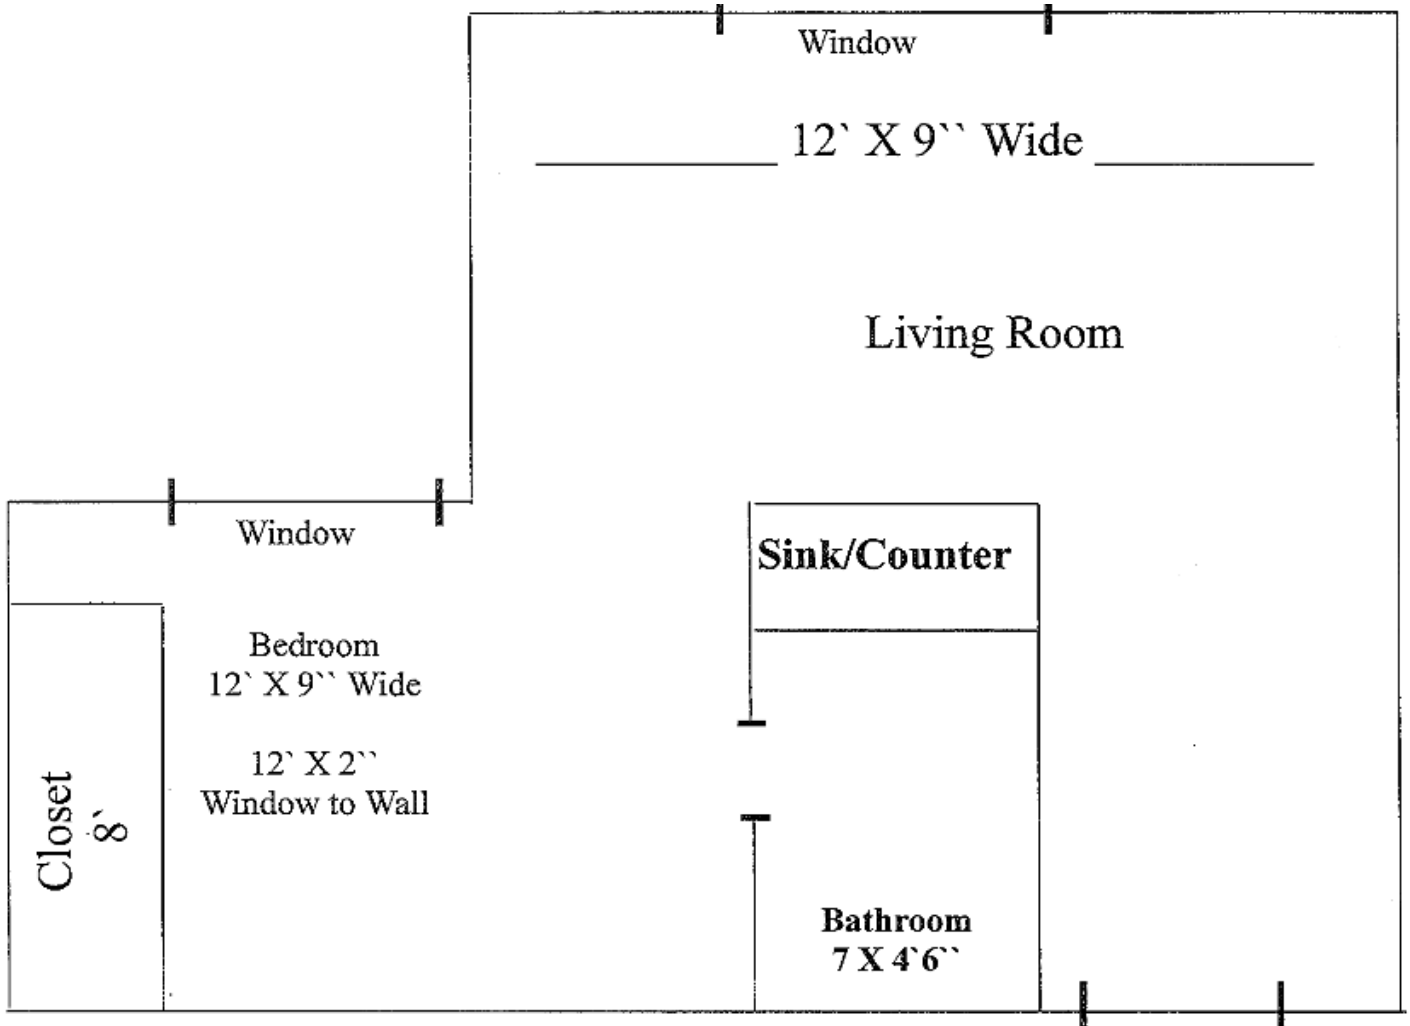 Window
12` X 9`` Wide
Living Room
Window
Sink/Counter
Bedroom
12` X 9`` Wide
12` X 2``
Window to Wall
Closet
8`
Bathroom
7 X 4`6``